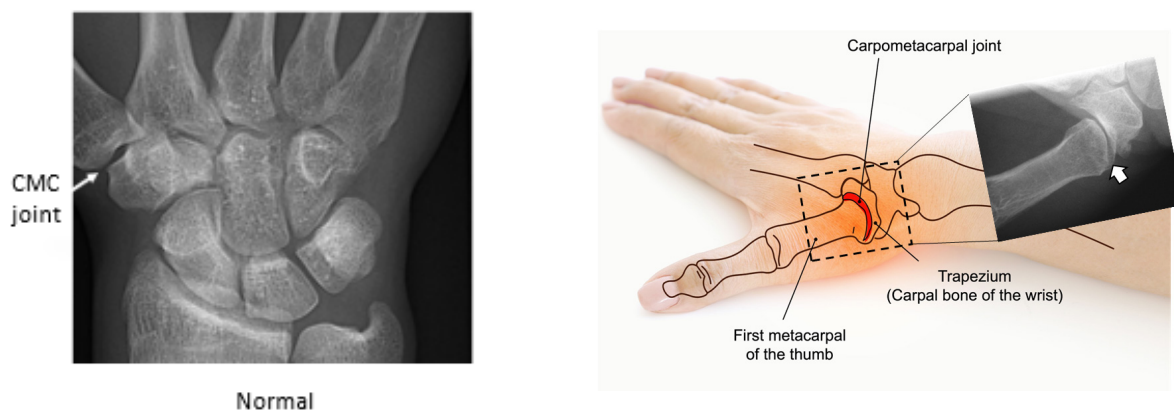 CMC
joint
Normal
Carpometacarpal joint
Trapezium
(Carpal bone of the wrist)
First metacarpal
of the thumb